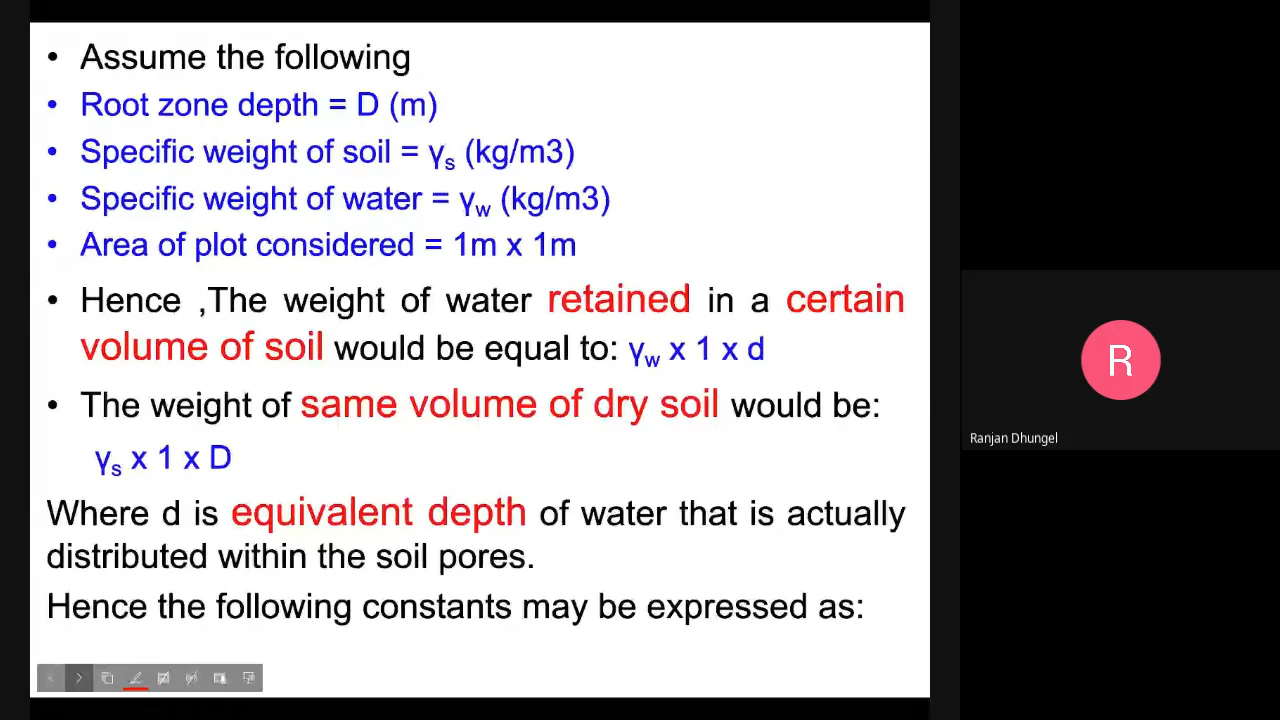 • Assume the following
• Root zone depth = D (m)
• Specific weight of soil = γs (kg/m3)
• Specific weight of water = γw (kg/m3)
• Area of plot considered = 1m x 1m
• Hence ,The weight of water retained in a certain
volume of soil would be equal to: γw x 1 x d
• The weight of same volume of dry soil would be:
γs x 1 x D
Where d is equivalent depth of water that is actually
distributed within the soil pores.
Hence the following constants may be expressed as:
R
Ranjan Dhungel